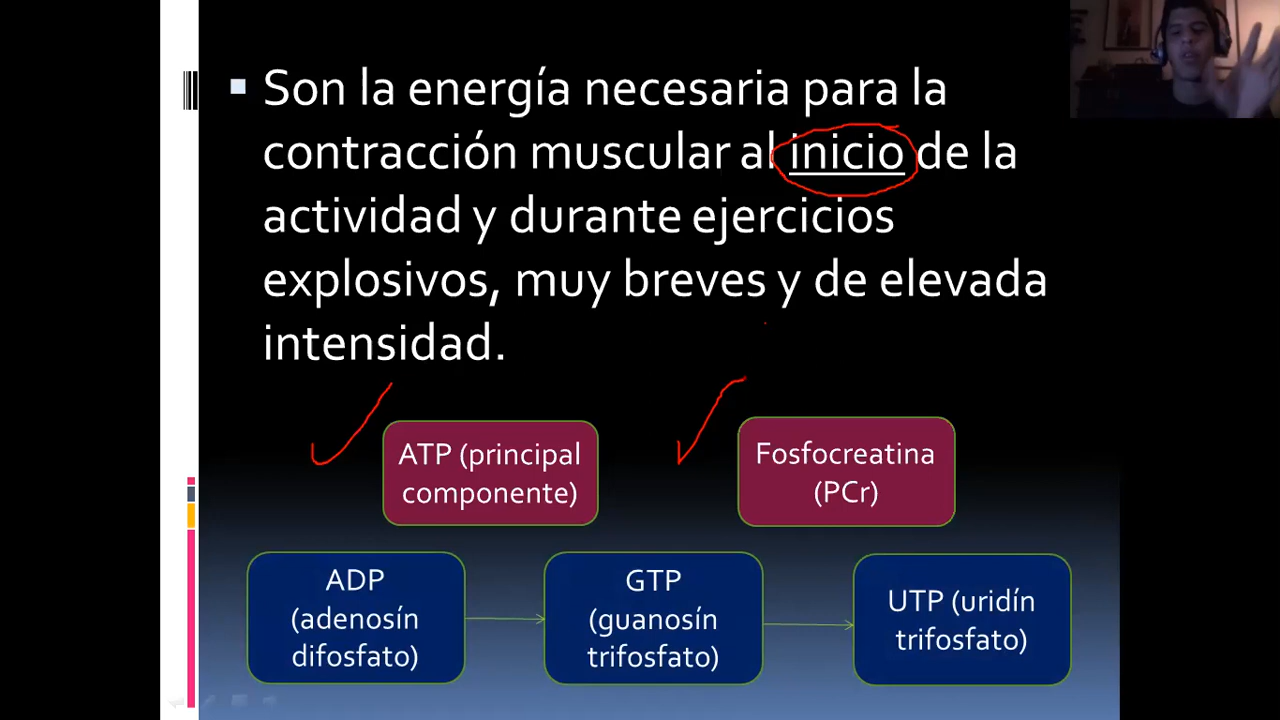 Son la energía necesaria para la
contracción muscular al inicio de la
actividad y durante ejercicios
explosivos, muy breves y de elevada
intensidad.
ATP (principal
componente)
Fosfocreatina
(PCr)
ADP
(adenosín
difosfato)
GTP
(guanosín
trifosfato)
UTP (uridín
trifosfato)